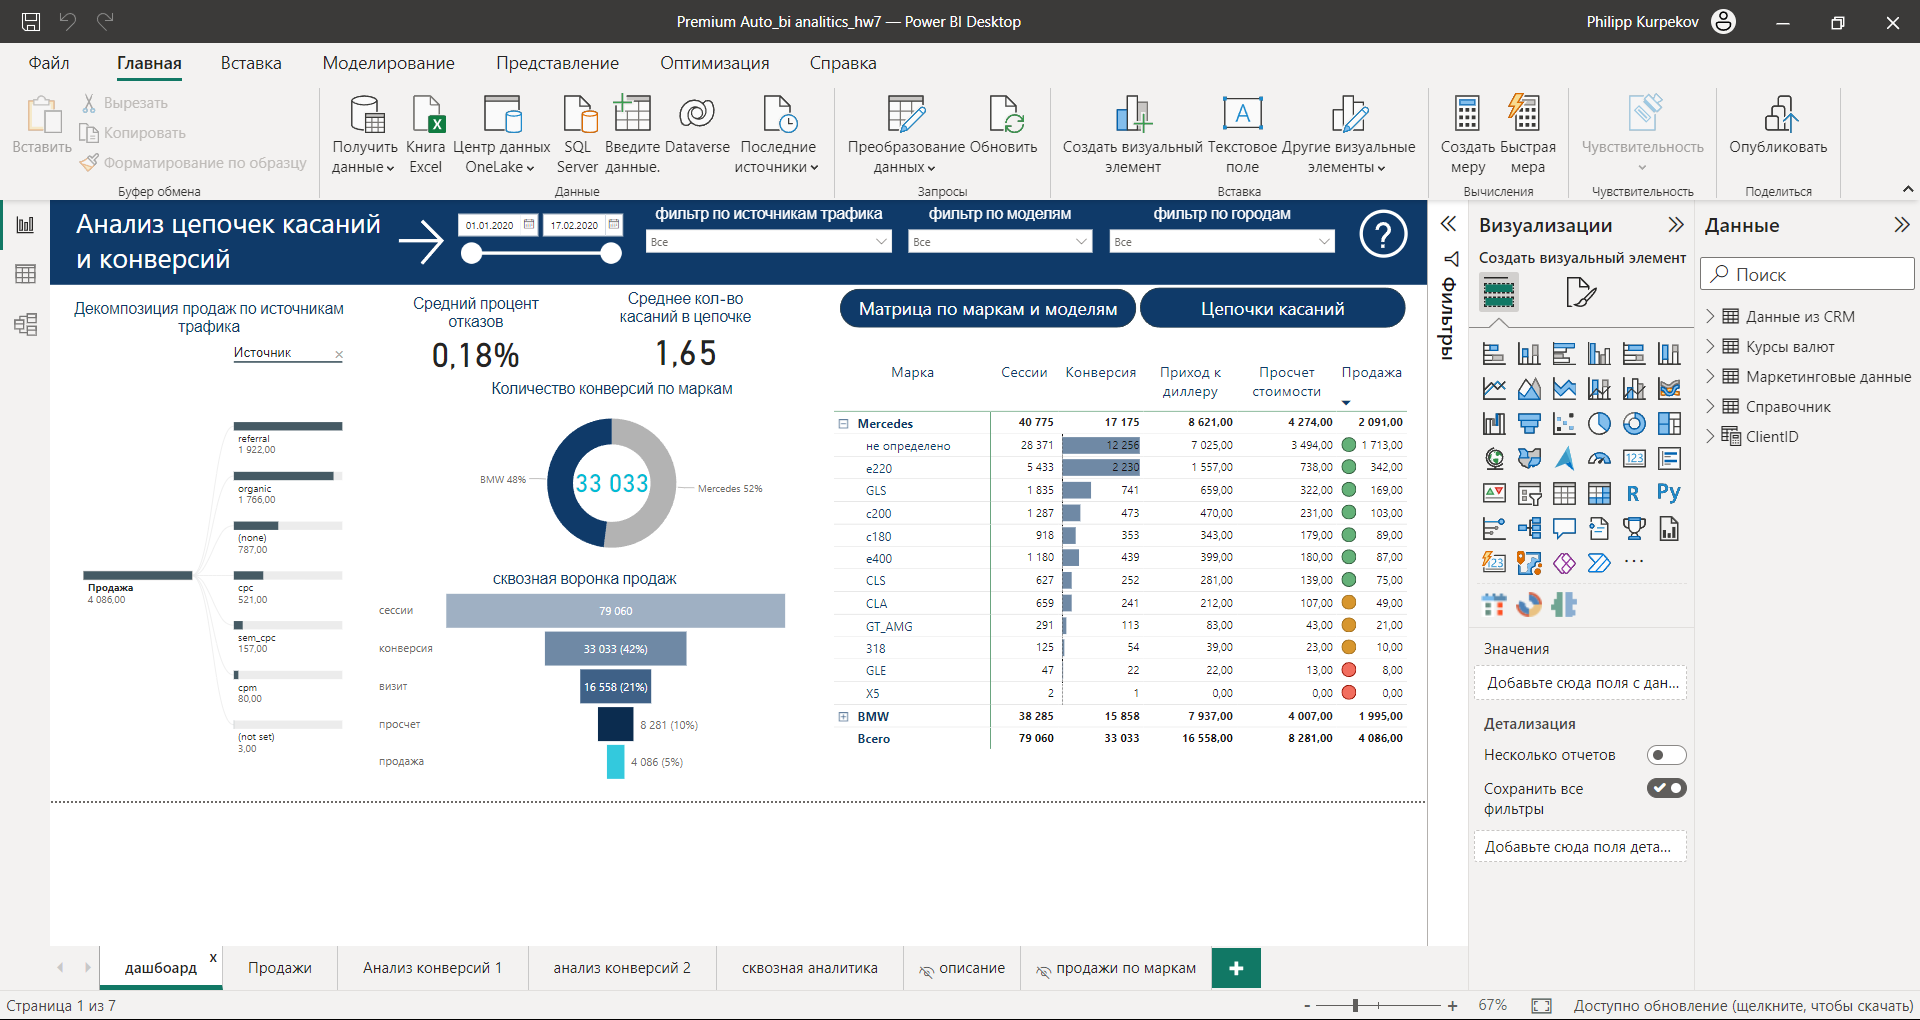 Premium Auto_bi analitics_hw7 — Power BI Desktop
Philipp Kurpekov
Файл
Главная
Вставка
Моделирование
Представление
Оптимизация
Справка
Вставить
Вырезать
Копировать
Форматирование по образцу
Буфер обмена
Получить
данные
Книга
Excel
Центр данных
OneLake
SQL
Server
Введите
данные.
Dataverse
Последние
источники
Данные
Преобразование
данных
Обновить
Запросы
Создать визуальный
элемент
Текстовое
поле
Другие визуальные
элементы
Вставка
Создать
меру
Быстрая
мера
Вычисления
Чувствительность
Чувствительность
Опубликовать
Поделиться
Анализ цепочек касаний
и конверсий
01.01.2020
17.02.2020
фильтр по источникам трафика
Все
фильтр по моделям
Все
фильтр по городам
Все
?
Декомпозиция продаж по источникам
трафика
Источник
Продажа
4 086,00
referral
1 922,00
organic
1 766,00
(none)
787,00
cpc
521,00
sem_cpc
157,00
cpm
80,00
(not set)
3,00
Средний процент
отказов
0,18%
Среднее кол-во
касаний в цепочке
1,65
Количество конверсий по маркам
BMW 48%
33 033
Mercedes 52%
сквозная воронка продаж
сессии
79 060
конверсия
33 033 (42%)
визит
16 558 (21%)
просчет
8 281 (10%)
продажа
4 086 (5%)
Матрица по маркам и моделям
Цепочки касаний
Марка Сессии Конверсия Приход к диллеру Просчет стоимости Продажа
Mercedes 40 775 17 175 8 621,00 4 274,00 2 091,00
не определено 28 371 12 256 7 025,00 3 494,00 1 713,00
e220 5 433 2 230 1 557,00 738,00 342,00
GLS 1 835 741 659,00 322,00 169,00
c200 1 287 473 470,00 231,00 103,00
c180 918 353 343,00 179,00 89,00
e400 1 180 439 399,00 180,00 87,00
CLS 627 252 281,00 139,00 75,00
CLA 659 241 212,00 107,00 49,00
GT_AMG 291 113 83,00 43,00 21,00
318 125 54 39,00 23,00 10,00
GLE 47 22 22,00 13,00 8,00
X5 2 1 0,00 0,00 0,00
BMW 38 285 15 858 7 937,00 4 007,00 1 995,00
Всего 79 060 33 033 16 558,00 8 281,00 4 086,00
Фильтры
Визуализации
Создать визуальный элемент
123
R
Py
123
Значения
Добавьте сюда поля с дан...
Детализация
Несколько отчетов
Сохранить все
фильтры
Добавьте сюда поля дета...
Данные
Поиск
Данные из CRM
Курсы валют
Маркетинговые данные
Справочник
ClientID
дашбоард
x
Продажи
Анализ конверсий 1
анализ конверсий 2
сквозная аналитика
описание
продажи по маркам
+
Страница 1 из 7
- + 67%
Доступно обновление (щелкните, чтобы скачать)